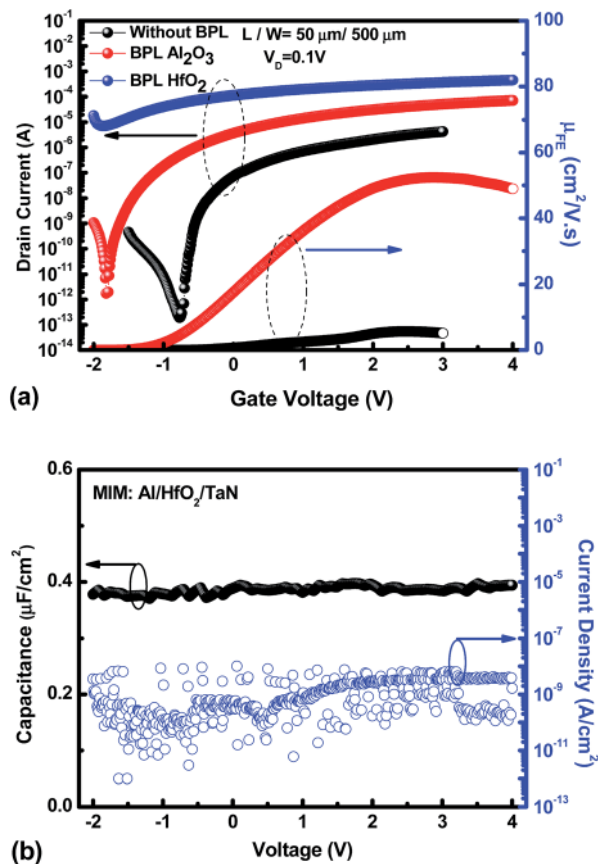 Without BPL L / W= 50 μm/ 500 μm
BPL Al₂O₃ V_D=0.1V
BPL HfO₂
10⁻¹
10⁻²
10⁻³
10⁻⁴
10⁻⁵
10⁻⁶
10⁻⁷
10⁻⁸
10⁻⁹
10⁻¹⁰
10⁻¹¹
10⁻¹²
10⁻¹³
10⁻¹⁴
Drain Current (A)
100
80
60
40
20
0
μ_FE (cm²/V.s)
-2 -1 0 1 2 3 4
Gate Voltage (V)
(a)
MIM: Al/HfO₂/TaN
0.6
0.4
0.2
0.0
Capacitance (μF/cm²)
10⁻¹
10⁻³
10⁻⁵
10⁻⁷
10⁻⁹
10⁻¹¹
10⁻¹³
Current Density (A/cm²)
-2 -1 0 1 2 3 4
Voltage (V)
(b)